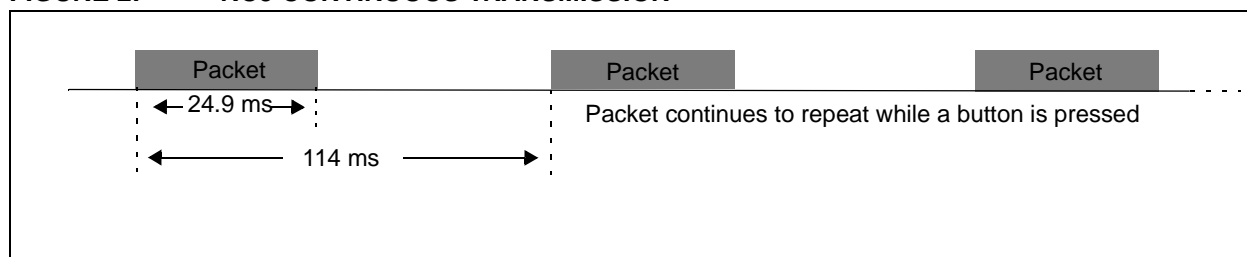 Packet Packet Packet
24.9 ms
Packet continues to repeat while a button is pressed
114 ms